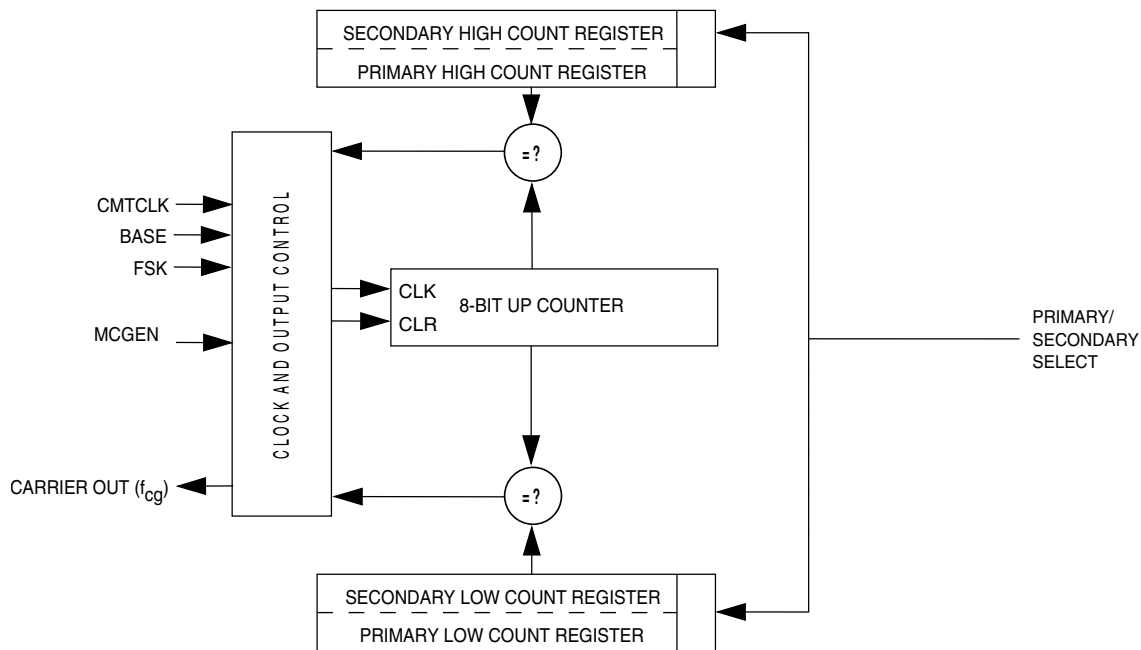 SECONDARY HIGH COUNT REGISTER
PRIMARY HIGH COUNT REGISTER
=?
CMTCLK
BASE
FSK
MCGEN
CLOCK AND OUTPUT CONTROL
CLK
CLR
8-BIT UP COUNTER
PRIMARY/
SECONDARY
SELECT
CARRIER OUT (fcg)
=?
SECONDARY LOW COUNT REGISTER
PRIMARY LOW COUNT REGISTER